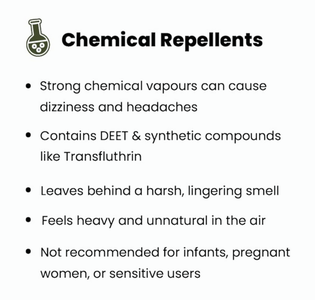 Chemical Repellents
• Strong chemical vapours can cause
dizziness and headaches
• Contains DEET & synthetic compounds
like Transfluthrin
• Leaves behind a harsh, lingering smell
• Feels heavy and unnatural in the air
• Not recommended for infants, pregnant
women, or sensitive users